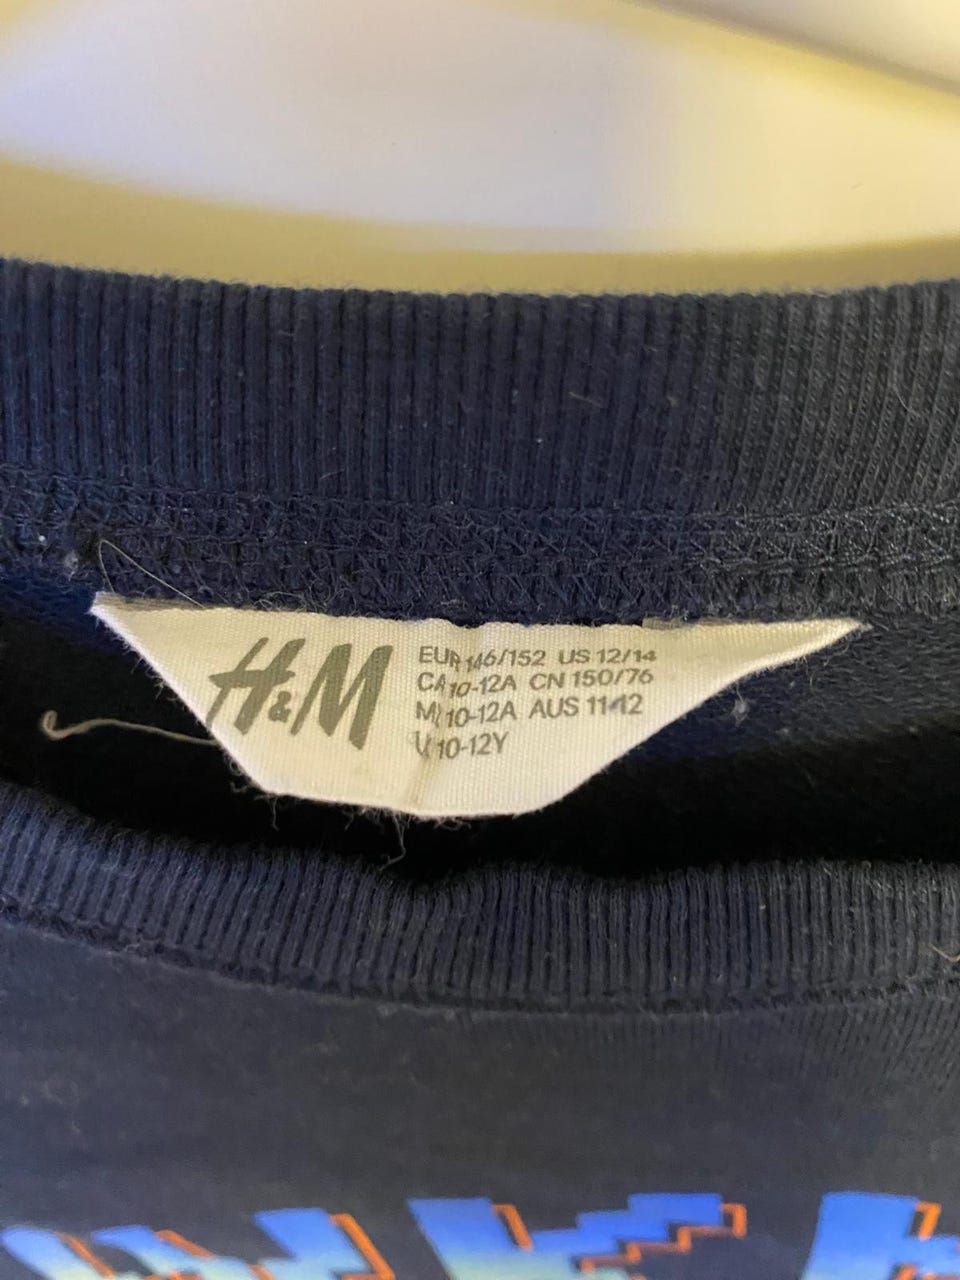 H&M
EUR 146/152 US 12/14
CA 10-12A CN 150/76
MX 10-12A AUS 11-12
10-12Y